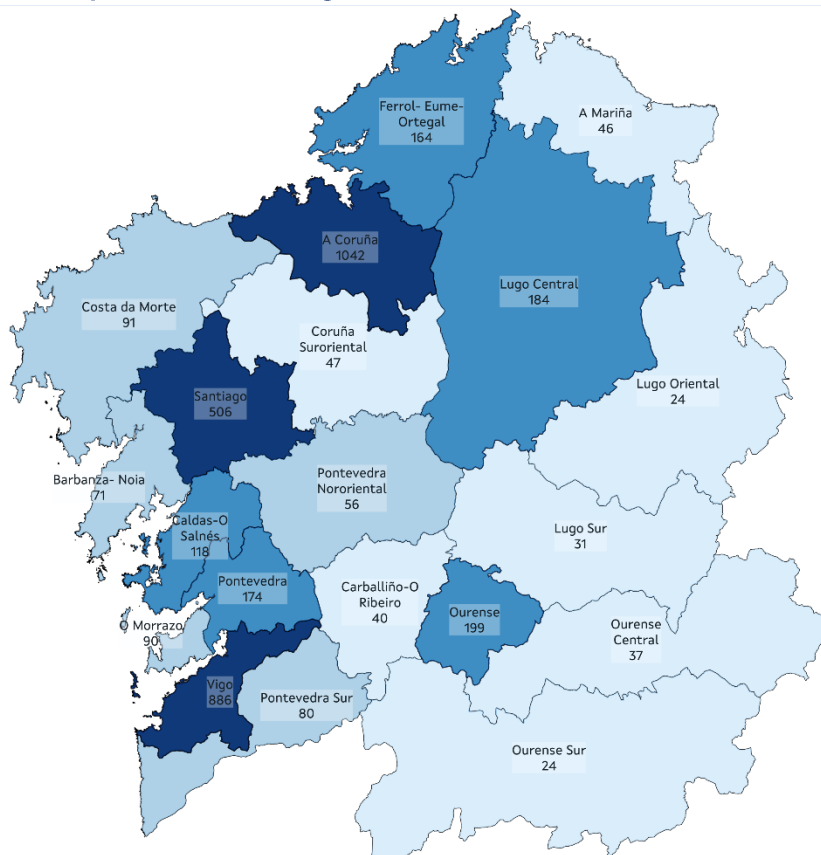 Ferrol- Eume-
Ortegal
164
A Mariña
46
A Coruña
1042
Lugo Central
184
Costa da Morte
91
Coruña
Suroriental
47
Lugo Oriental
24
Santiago
506
Barbanza- Noia
71
Pontevedra
Nororiental
56
Caldas-O
Salnés
118
Lugo Sur
31
Pontevedra
174
Carballiño-O
Ribeiro
40
Ourense
199
Ourense
Central
37
O Morrazo
90
Vigo
886
Pontevedra Sur
80
Ourense Sur
24